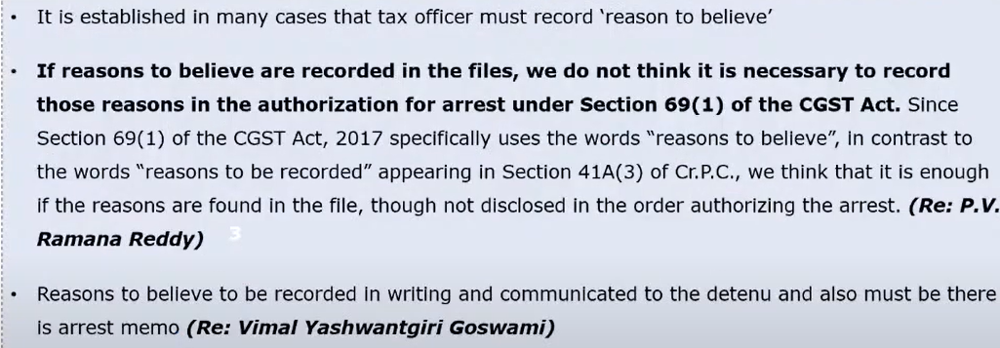 • It is established in many cases that tax officer must record ‘reason to believe’
• If reasons to believe are recorded in the files, we do not think it is necessary to record
those reasons in the authorization for arrest under Section 69(1) of the CGST Act. Since
Section 69(1) of the CGST Act, 2017 specifically uses the words “reasons to believe”, in contrast to
the words “reasons to be recorded” appearing in Section 41A(3) of Cr.P.C., we think that it is enough
if the reasons are found in the file, though not disclosed in the order authorizing the arrest. (Re: P.V.
Ramana Reddy) 3
• Reasons to believe to be recorded in writing and communicated to the detenu and also must be there
is arrest memo (Re: Vimal Yashwantgiri Goswami)